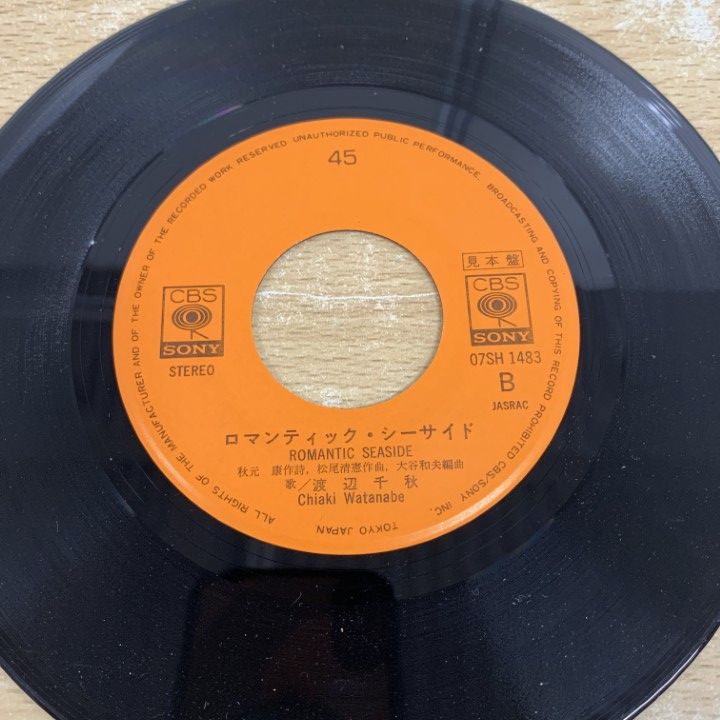 ALL RIGHTS OF THE MANUFACTURER AND OF THE OWNER OF THE RECORDED WORK RESERVED UNAUTHORIZED PUBLIC PERFORMANCE. BROADCASTING AND COPYING OF THIS RECORD PROHIBITED CBS/SONY INC. TOKYO JAPAN
45
見本盤
CBS
SONY
STEREO
CBS
SONY
07SH 1483
B
JASRAC
ロマンティック・シーサイド
ROMANTIC SEASIDE
秋元 康作詩, 松尾清憲作曲, 大谷和夫編曲
歌/渡辺千秋
Chiaki Watanabe